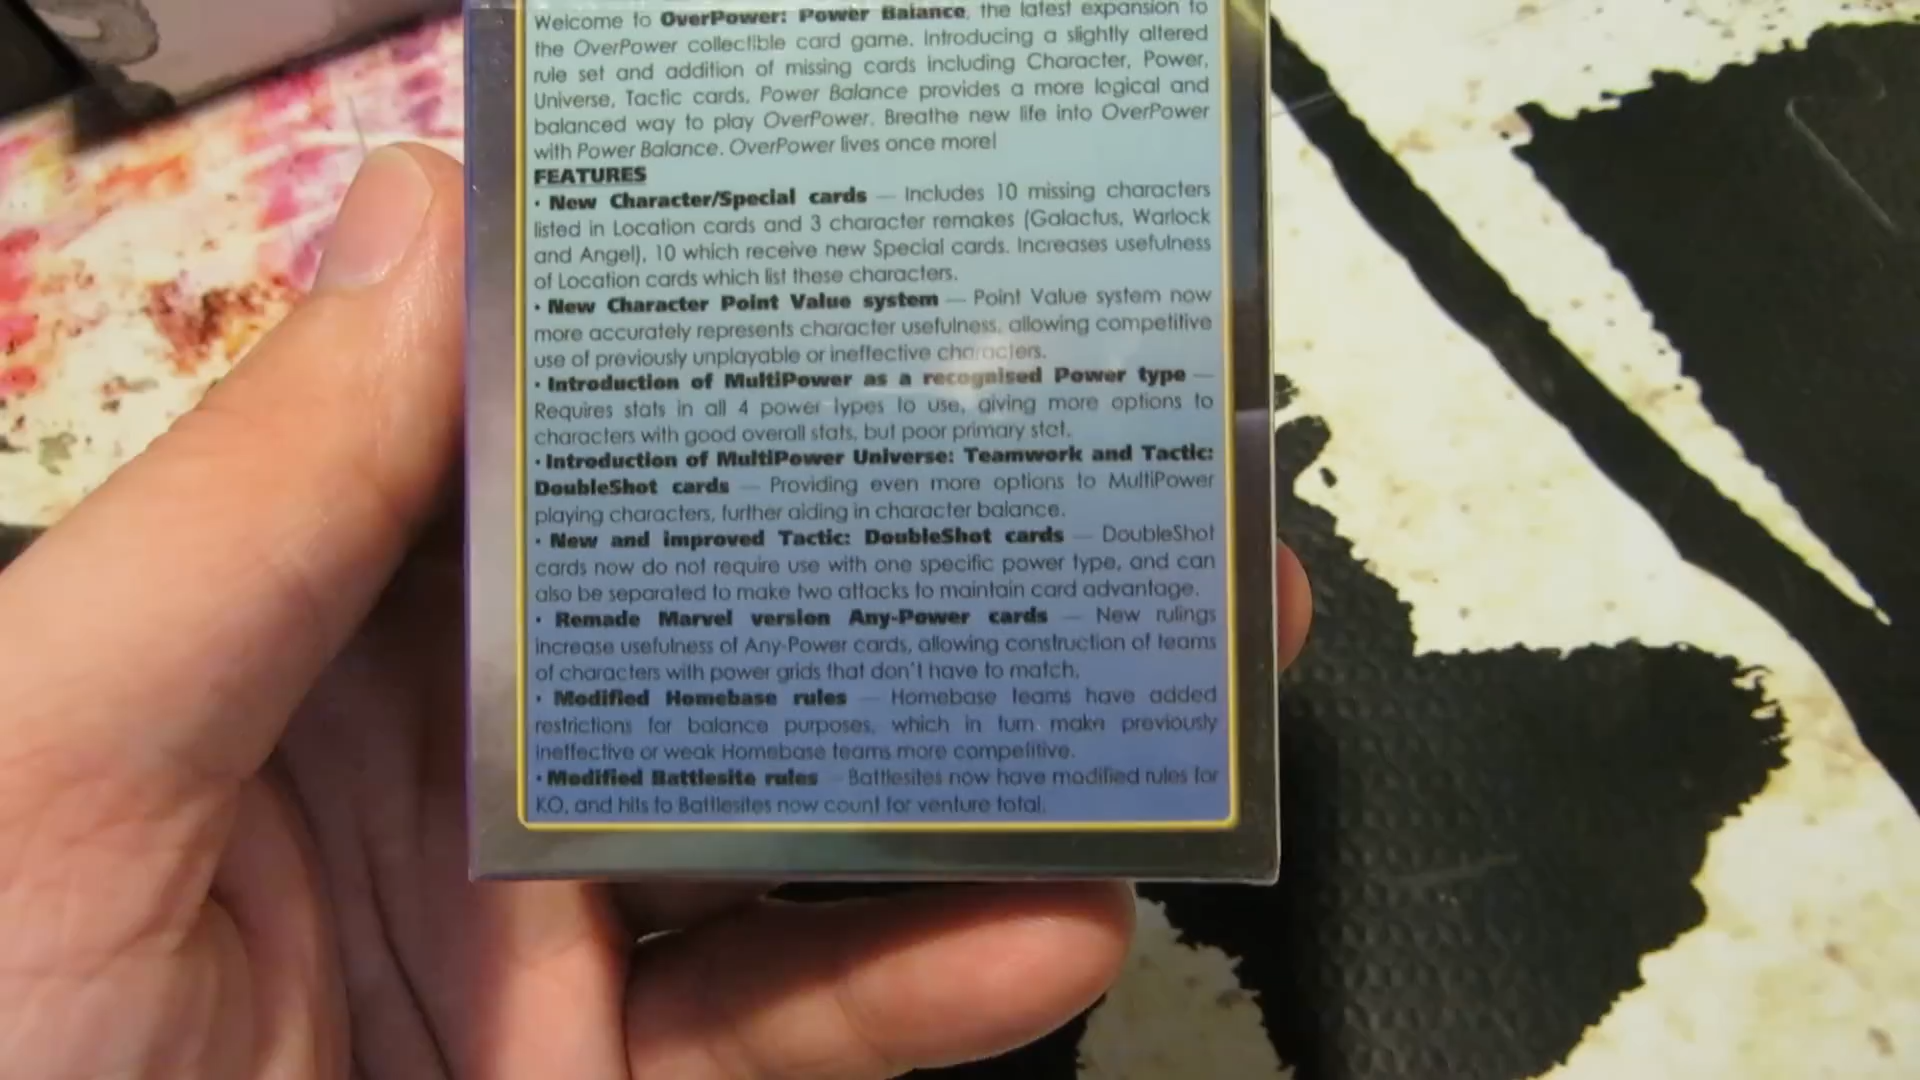 Welcome to OverPower: Power Balance, the latest expansion to
the OverPower collectible card game. Introducing a slightly altered
rule set and addition of missing cards including Character, Power,
Universe, Tactic cards, Power Balance provides a more logical and
balanced way to play OverPower. Breathe new life into OverPower
with Power Balance. OverPower lives once more!
FEATURES
· New Character/Special cards — Includes 10 missing characters
listed in Location cards and 3 character remakes (Galactus, Warlock
and Angel), 10 which receive new Special cards. Increases usefulness
of Location cards which list these characters.
· New Character Point Value system — Point Value system now
more accurately represents character usefulness, allowing competitive
use of previously unplayable or ineffective characters.
· Introduction of MultiPower as a recognised Power type —
Requires stats in all 4 power types to use, giving more options to
characters with good overall stats, but poor primary stat.
· Introduction of MultiPower Universe: Teamwork and Tactic:
DoubleShot cards — Providing even more options to MultiPower
playing characters, further aiding in character balance.
· New and improved Tactic: DoubleShot cards — DoubleShot
cards now do not require use with one specific power type, and can
also be separated to make two attacks to maintain card advantage.
· Remade Marvel version Any-Power cards — New rulings
increase usefulness of Any-Power cards, allowing construction of teams
of characters with power grids that don't have to match.
· Modified Homebase rules — Homebase teams have added
restrictions for balance purposes, which in turn make previously
ineffective or weak Homebase teams more competitive.
· Modified Battlesite rules — Battlesites now have modified rules for
KO, and hits to Battlesites now count for venture total.